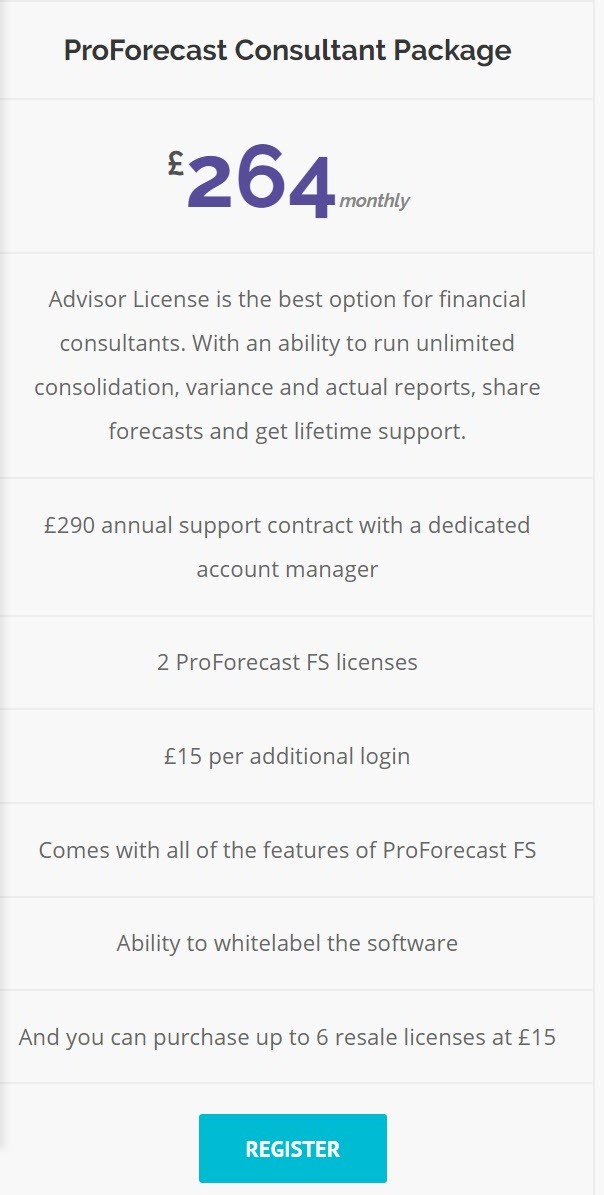 ProForecast Consultant Package
£264 monthly
Advisor License is the best option for financial
consultants. With an ability to run unlimited
consolidation, variance and actual reports, share
forecasts and get lifetime support.
£290 annual support contract with a dedicated
account manager
2 ProForecast FS licenses
£15 per additional login
Comes with all of the features of ProForecast FS
Ability to whitelabel the software
And you can purchase up to 6 resale licenses at £15
REGISTER